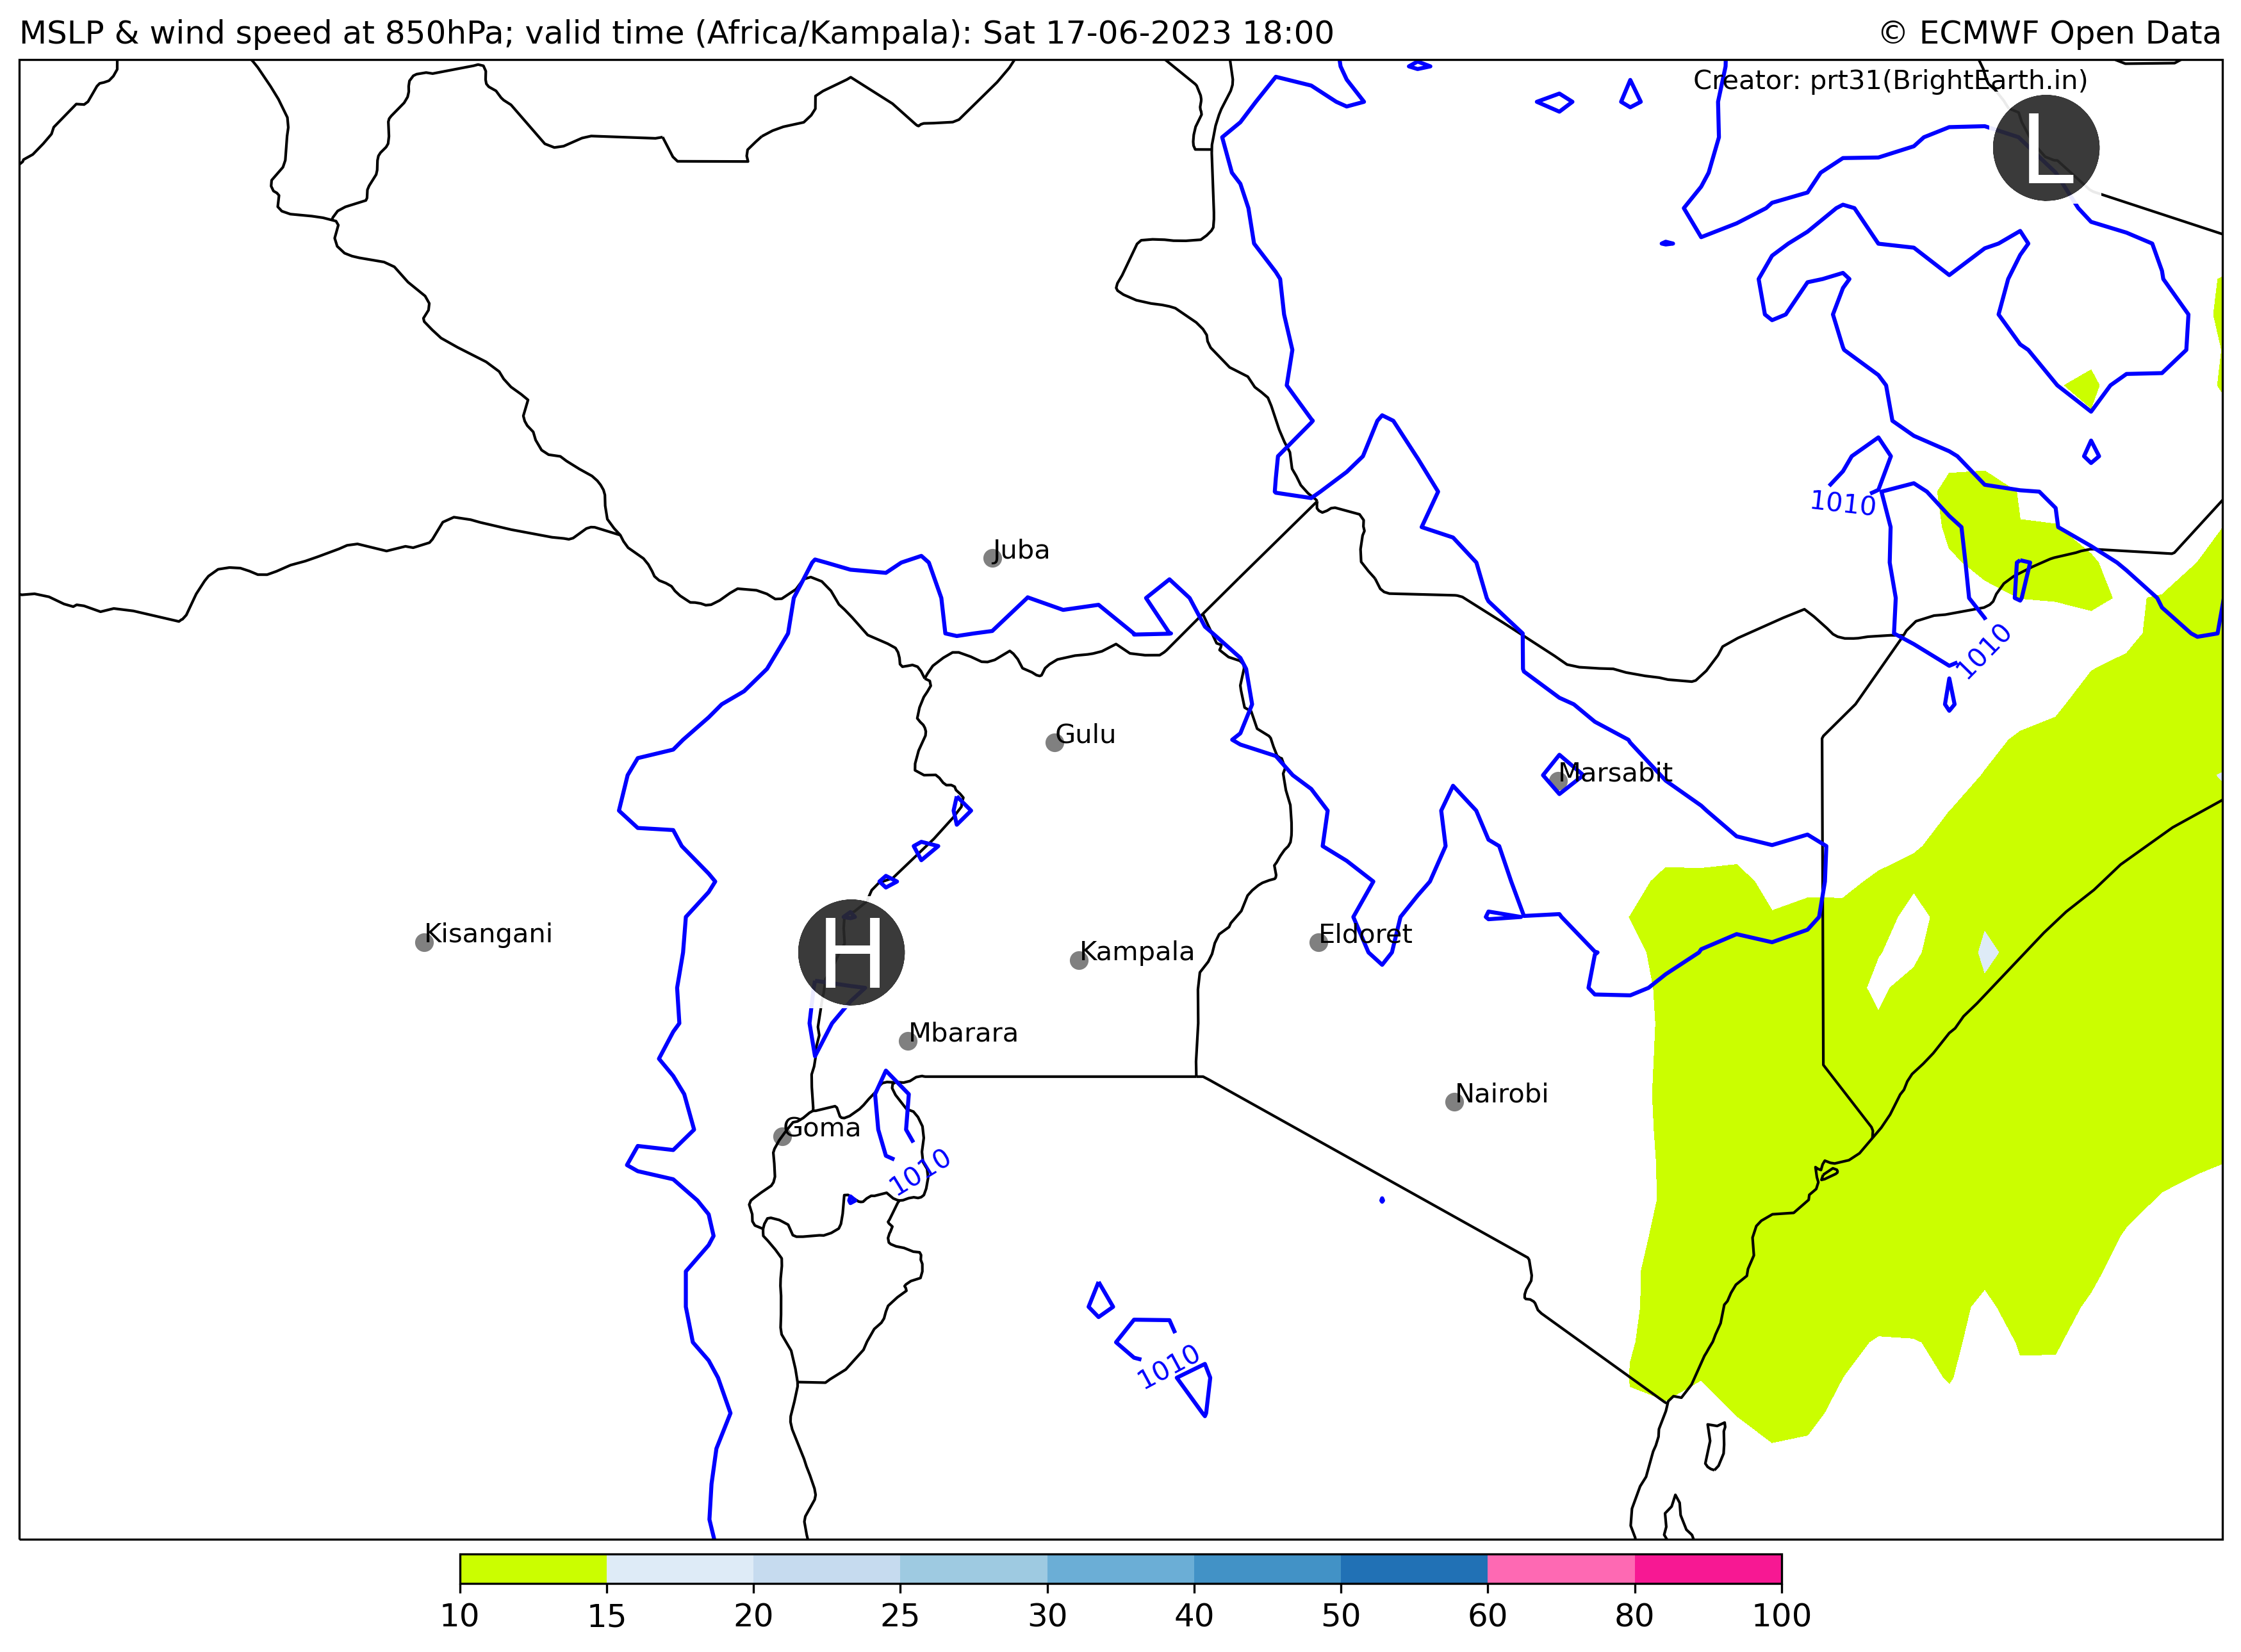 MSLP & wind speed at 850hPa; valid time (Africa/Kampala): Sat 17-06-2023 18:00
© ECMWF Open Data
Creator: prt31(BrightEarth.in)
L
1010
Juba
1010
Gulu
Marsabit
Kisangani
Eldoret
H
Kampala
Mbarara
Nairobi
Goma
1010
1010
10 15 20 25 30 40 50 60 80 100